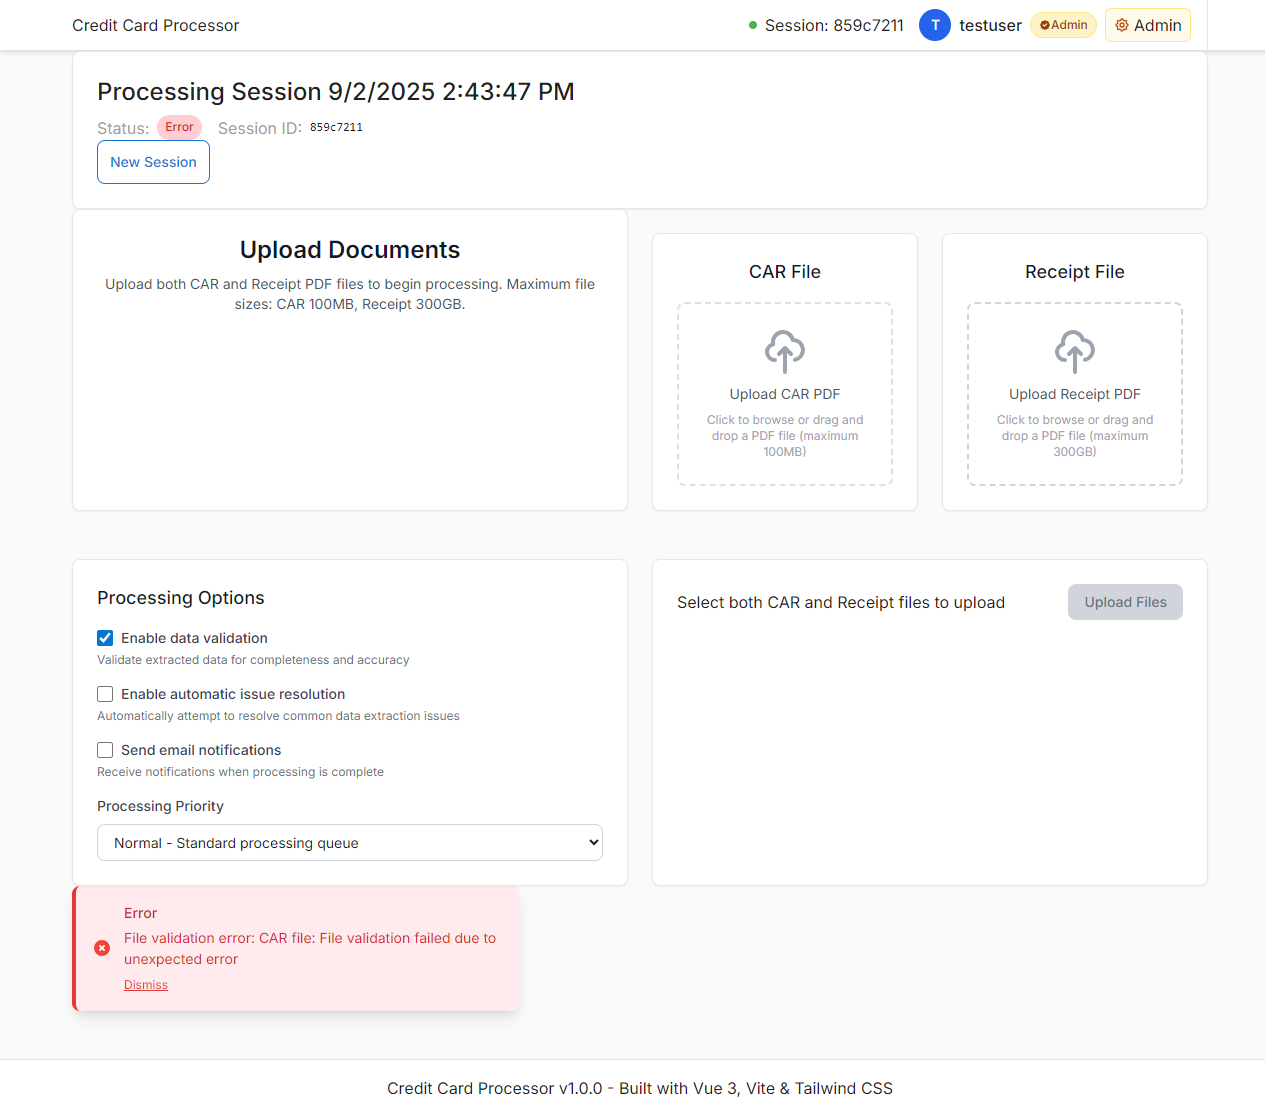 Credit Card Processor
Session: 859c7211
T
testuser
Admin
Admin
Processing Session 9/2/2025 2:43:47 PM
Status: Error Session ID: 859c7211
New Session
Upload Documents
Upload both CAR and Receipt PDF files to begin processing. Maximum file
sizes: CAR 100MB, Receipt 300GB.
CAR File
Upload CAR PDF
Click to browse or drag and
drop a PDF file (maximum
100MB)
Receipt File
Upload Receipt PDF
Click to browse or drag and
drop a PDF file (maximum
300GB)
Processing Options
Enable data validation
Validate extracted data for completeness and accuracy
Enable automatic issue resolution
Automatically attempt to resolve common data extraction issues
Send email notifications
Receive notifications when processing is complete
Processing Priority
Normal - Standard processing queue
Select both CAR and Receipt files to upload
Upload Files
Error
File validation error: CAR file: File validation failed due to
unexpected error
Dismiss
Credit Card Processor v1.0.0 - Built with Vue 3, Vite & Tailwind CSS